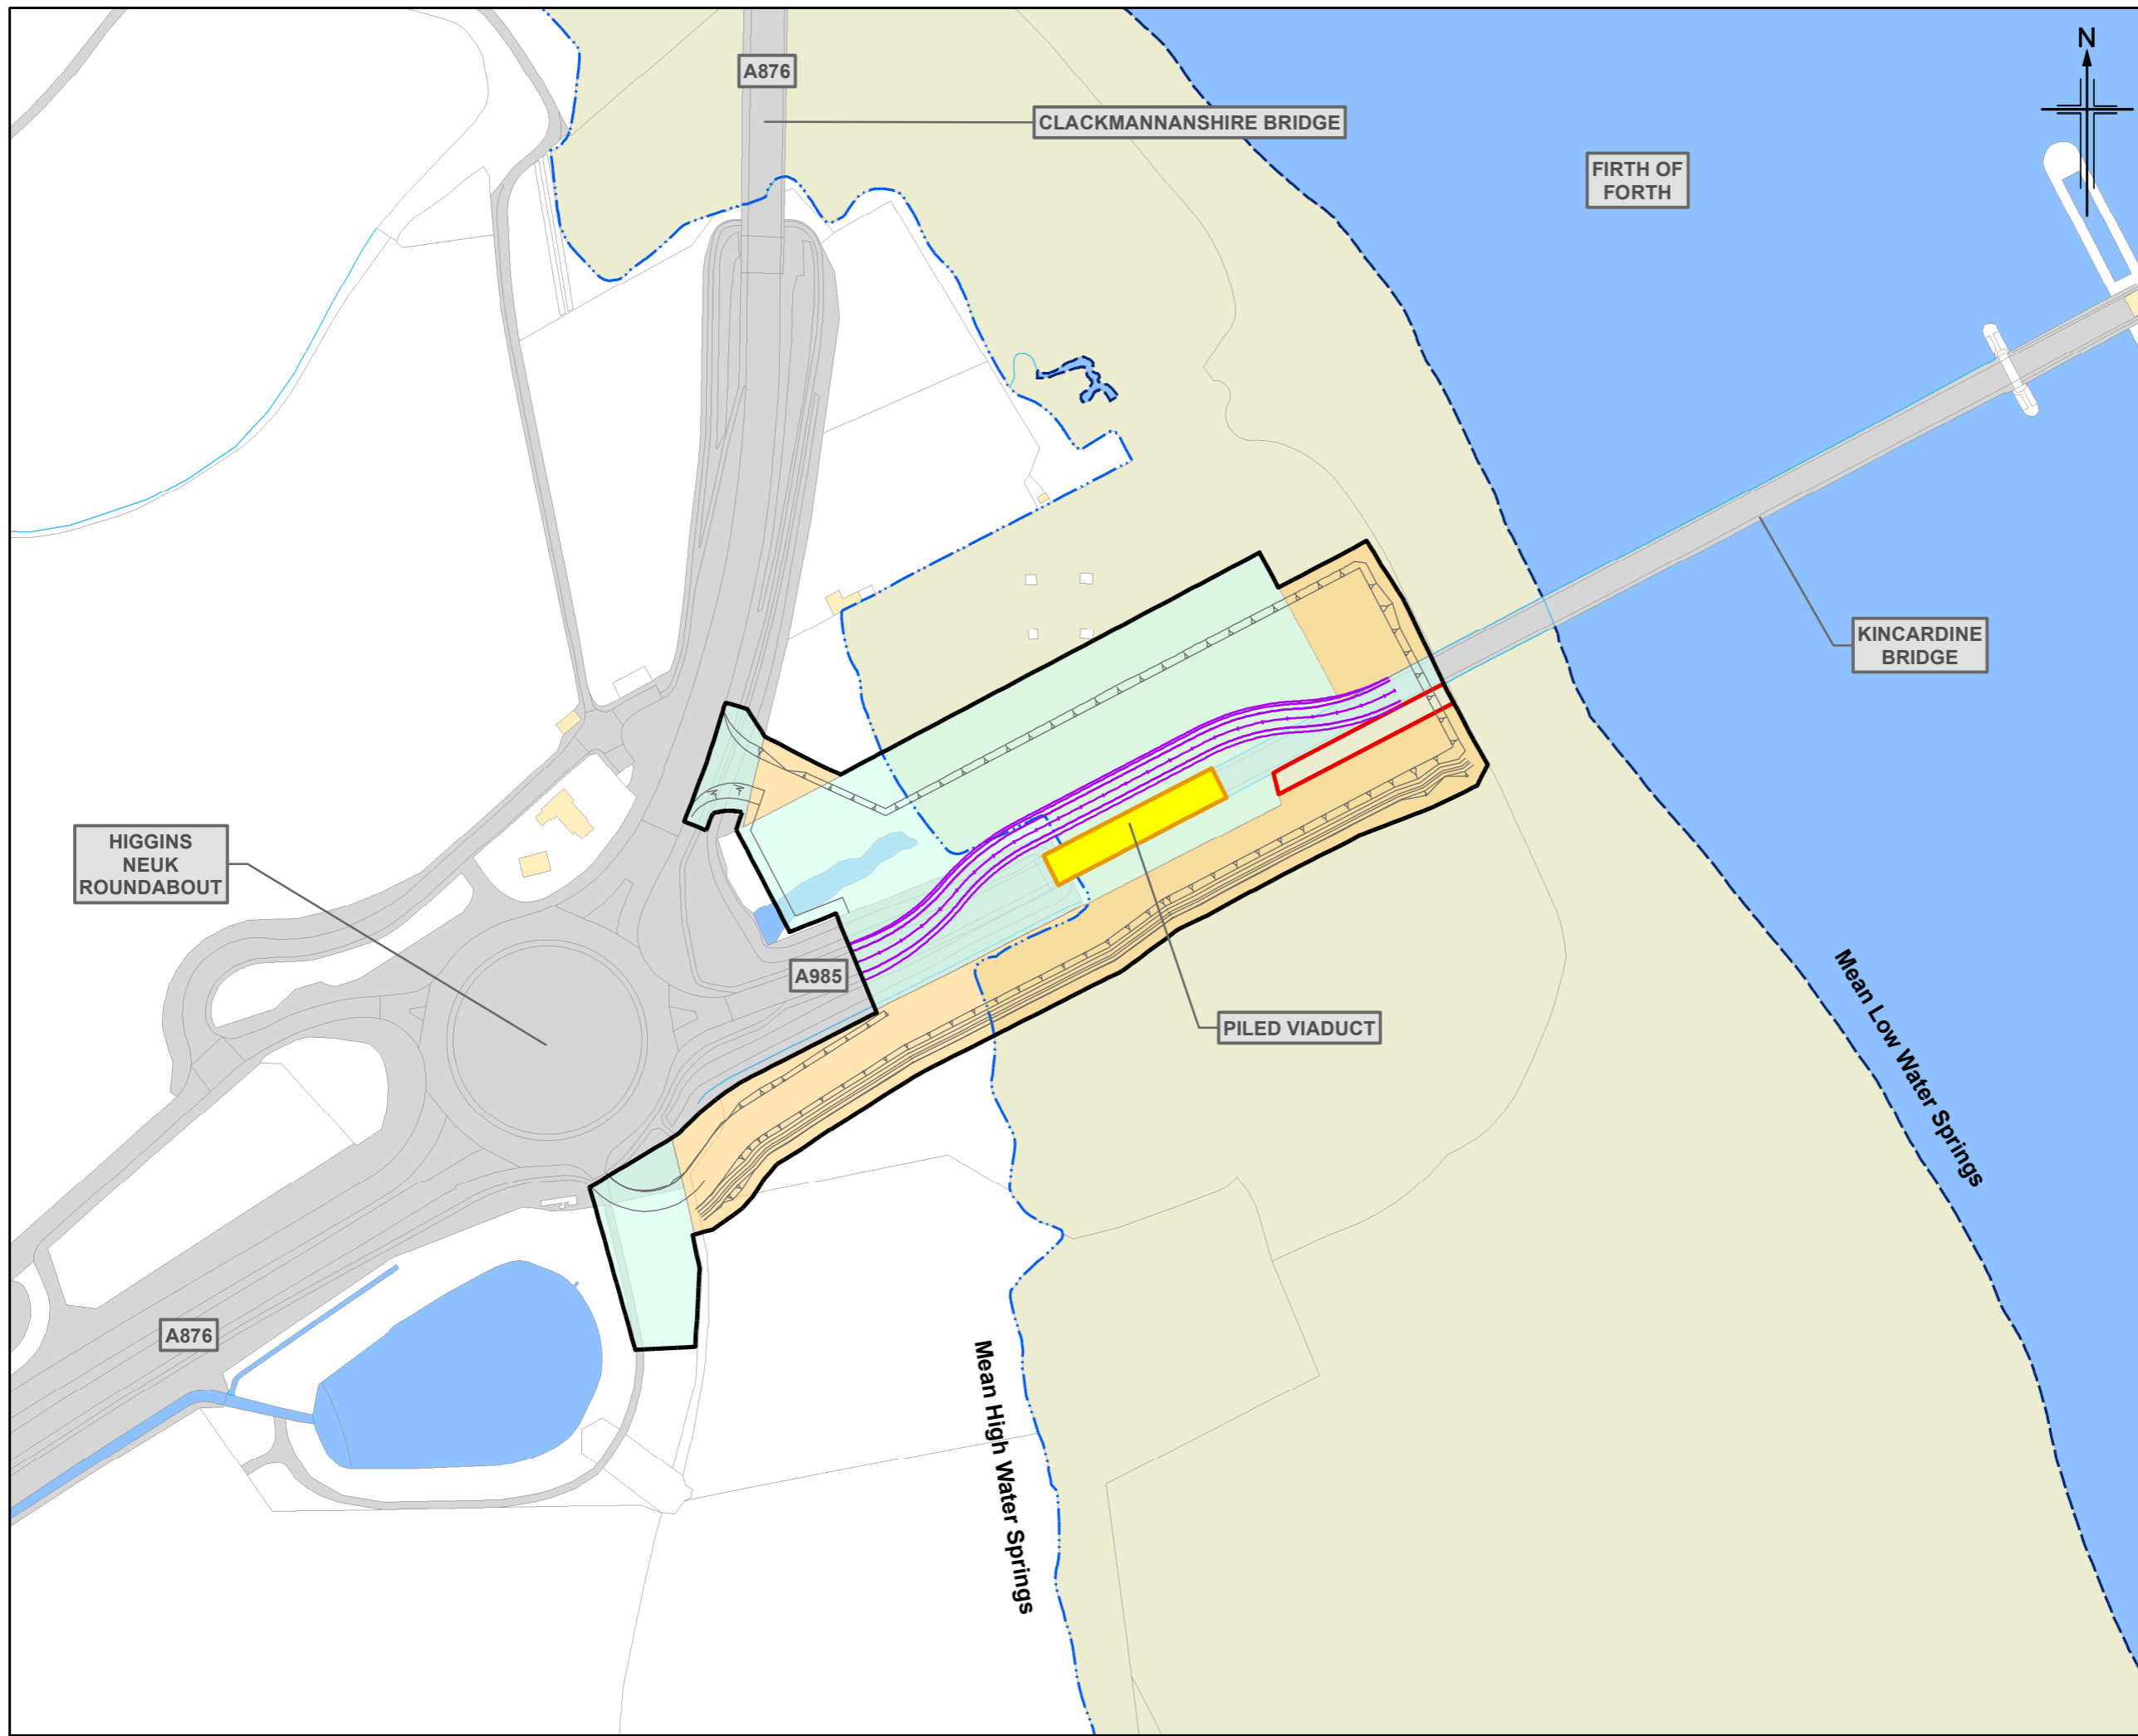 A876
CLACKMANNANSHIRE BRIDGE
N
FIRTH OF
FORTH
KINCARDINE
BRIDGE
HIGGINS
NEUK
ROUNDABOUT
A985
PILED VIADUCT
Mean Low Water Springs
A876
Mean High Water Springs